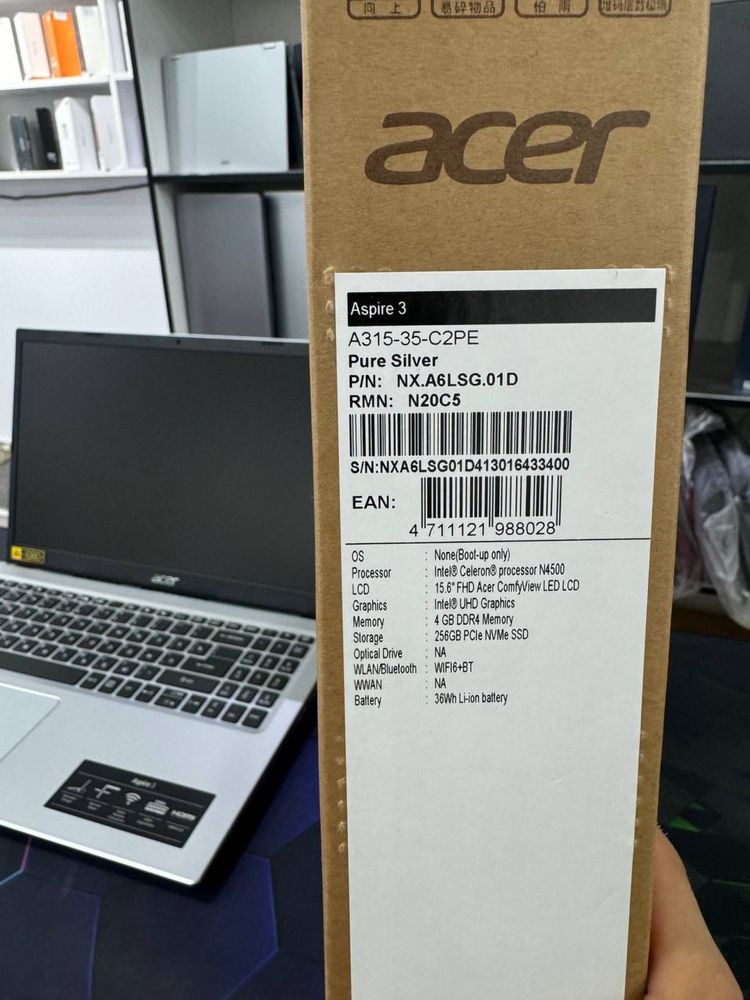 向 上
易碎物品
怕 雨
acer
Aspire 3
A315-35-C2PE
Pure Silver
P/N: NX.A6LSG.01D
RMN: N20C5
S/N:NXA6LSG01D413016433400
EAN:
4 711121 988028
OS : None(Boot-up only)
Processor : Intel® Celeron® processor N4500
LCD : 15.6" FHD Acer ComfyView LED LCD
Graphics : Intel® UHD Graphics
Memory : 4 GB DDR4 Memory
Storage : 256GB PCIe NVMe SSD
Optical Drive : NA
WLAN/Bluetooth : WIFI6+BT
WWAN : NA
Battery : 36Wh Li-ion battery
acer
Aspire 3
HDMI